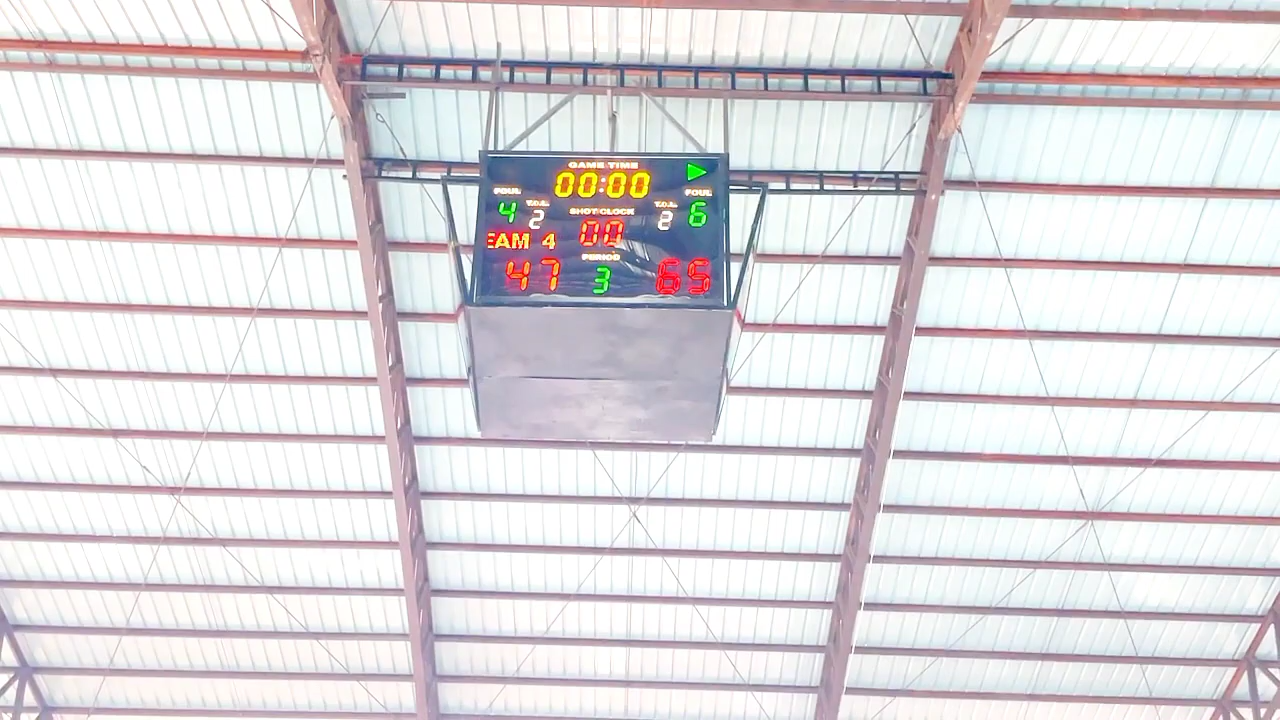 GAME TIME
00:00
FOUL FOUL
4 T.O.L. T.O.L. 6
2 SHOT CLOCK 2
EAM 4 00
PERIOD
47 3 65